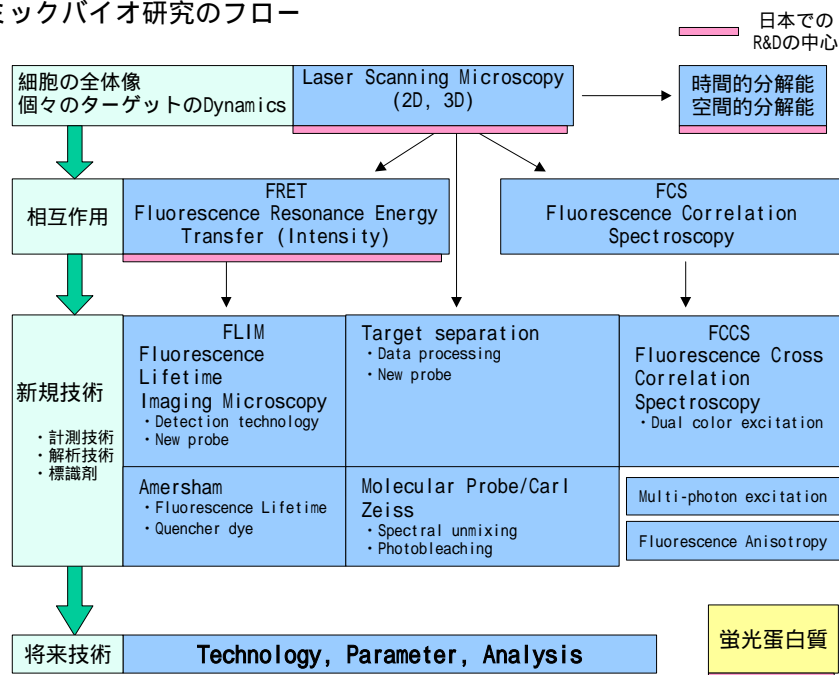 ミックバイオ研究のフロー
日本での
R&Dの中心
細胞の全体像
個々のターゲットのDynamics
Laser Scanning Microscopy
(2D, 3D)
時間的分解能
空間的分解能
相互作用
FRET
Fluorescence Resonance Energy
Transfer (Intensity)
FCS
Fluorescence Correlation
Spectroscopy
新規技術
・計測技術
・解析技術
・標識剤
FLIM
Fluorescence
Lifetime
Imaging Microscopy
・Detection technology
・New probe
Target separation
・Data processing
・New probe
FCCS
Fluorescence Cross
Correlation
Spectroscopy
・Dual color excitation
Amersham
・Fluorescence Lifetime
・Quencher dye
Molecular Probe/Carl
Zeiss
・Spectral unmixing
・Photobleaching
Multi-photon excitation
Fluorescence Anisotropy
将来技術
Technology, Parameter, Analysis
蛍光蛋白質